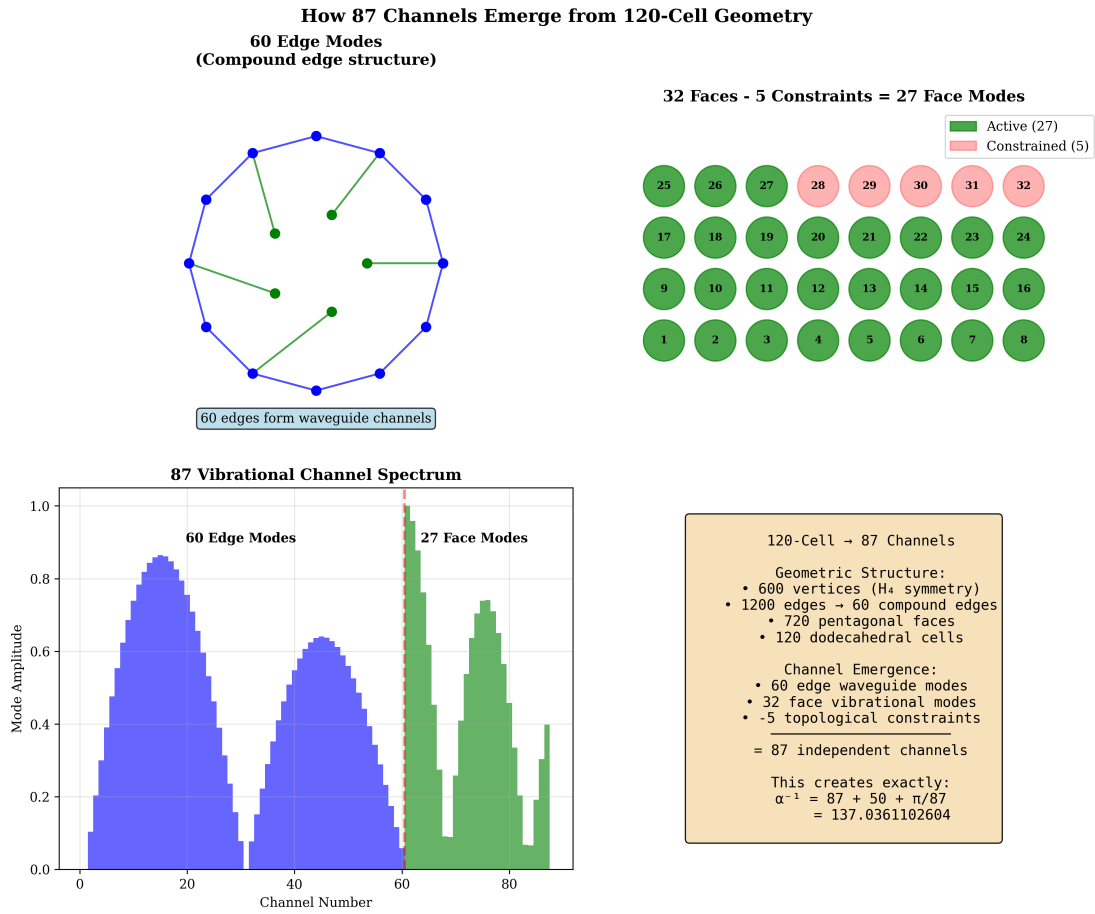 How 87 Channels Emerge from 120-Cell Geometry
60 Edge Modes
(Compound edge structure)
60 edges form waveguide channels
32 Faces - 5 Constraints = 27 Face Modes
Active (27)
Constrained (5)
25 26 27 28 29 30 31 32
17 18 19 20 21 22 23 24
9 10 11 12 13 14 15 16
1 2 3 4 5 6 7 8
87 Vibrational Channel Spectrum
60 Edge Modes
27 Face Modes
Mode Amplitude
1.0
0.8
0.6
0.4
0.2
0.0
0 20 40 60 80
Channel Number
120-Cell → 87 Channels
Geometric Structure:
• 600 vertices (H₄ symmetry)
• 1200 edges → 60 compound edges
• 720 pentagonal faces
• 120 dodecahedral cells
Channel Emergence:
• 60 edge waveguide modes
• 32 face vibrational modes
• -5 topological constraints
= 87 independent channels
This creates exactly:
α⁻¹ = 87 + 50 + π/87
= 137.0361102604